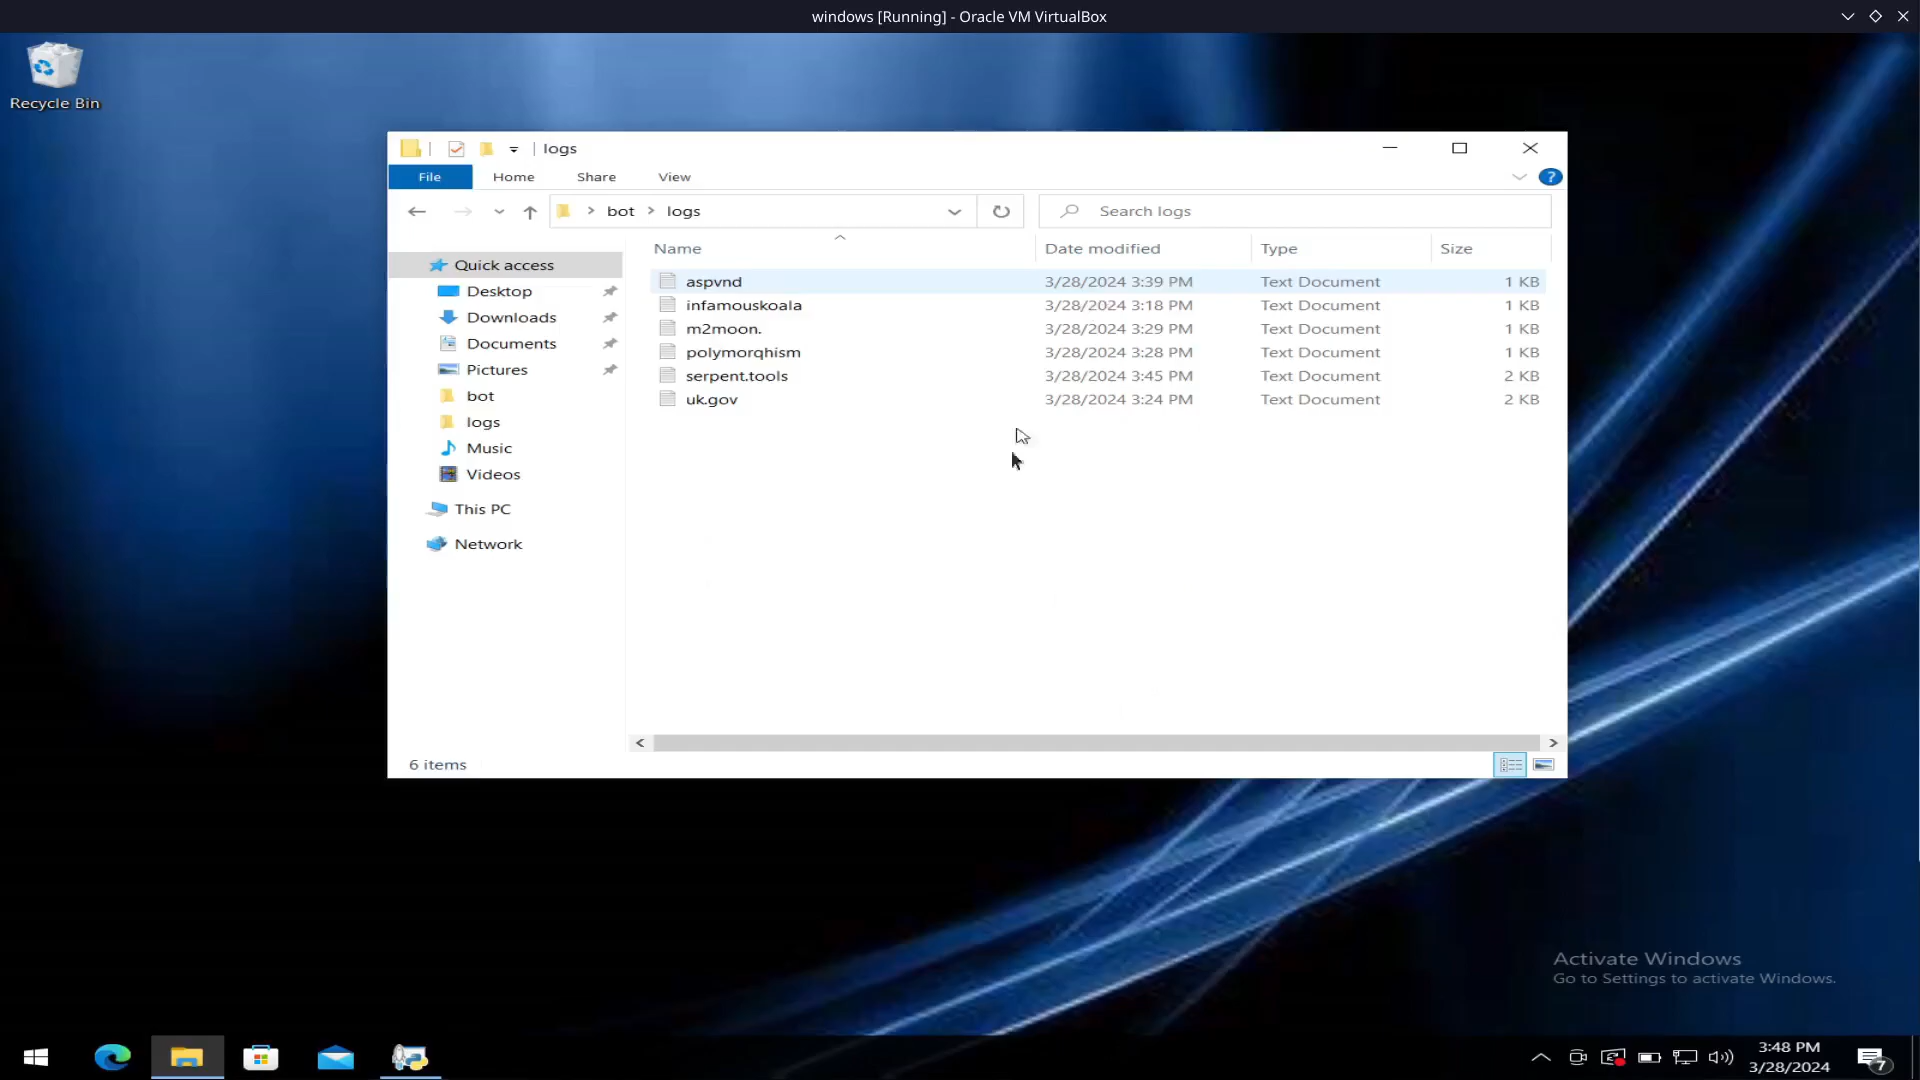 windows [Running] - Oracle VM VirtualBox
Recycle Bin
logs
File Home Share View
bot logs
Search logs
Name Date modified Type Size
Quick access
Desktop
Downloads
Documents
Pictures
bot
logs
Music
Videos
This PC
Network
aspvnd 3/28/2024 3:39 PM Text Document 1 KB
infamouskoala 3/28/2024 3:18 PM Text Document 1 KB
m2moon. 3/28/2024 3:29 PM Text Document 1 KB
polymorqhism 3/28/2024 3:28 PM Text Document 1 KB
serpent.tools 3/28/2024 3:45 PM Text Document 2 KB
uk.gov 3/28/2024 3:24 PM Text Document 2 KB
6 items
Activate Windows
Go to Settings to activate Windows.
3:48 PM
3/28/2024
7